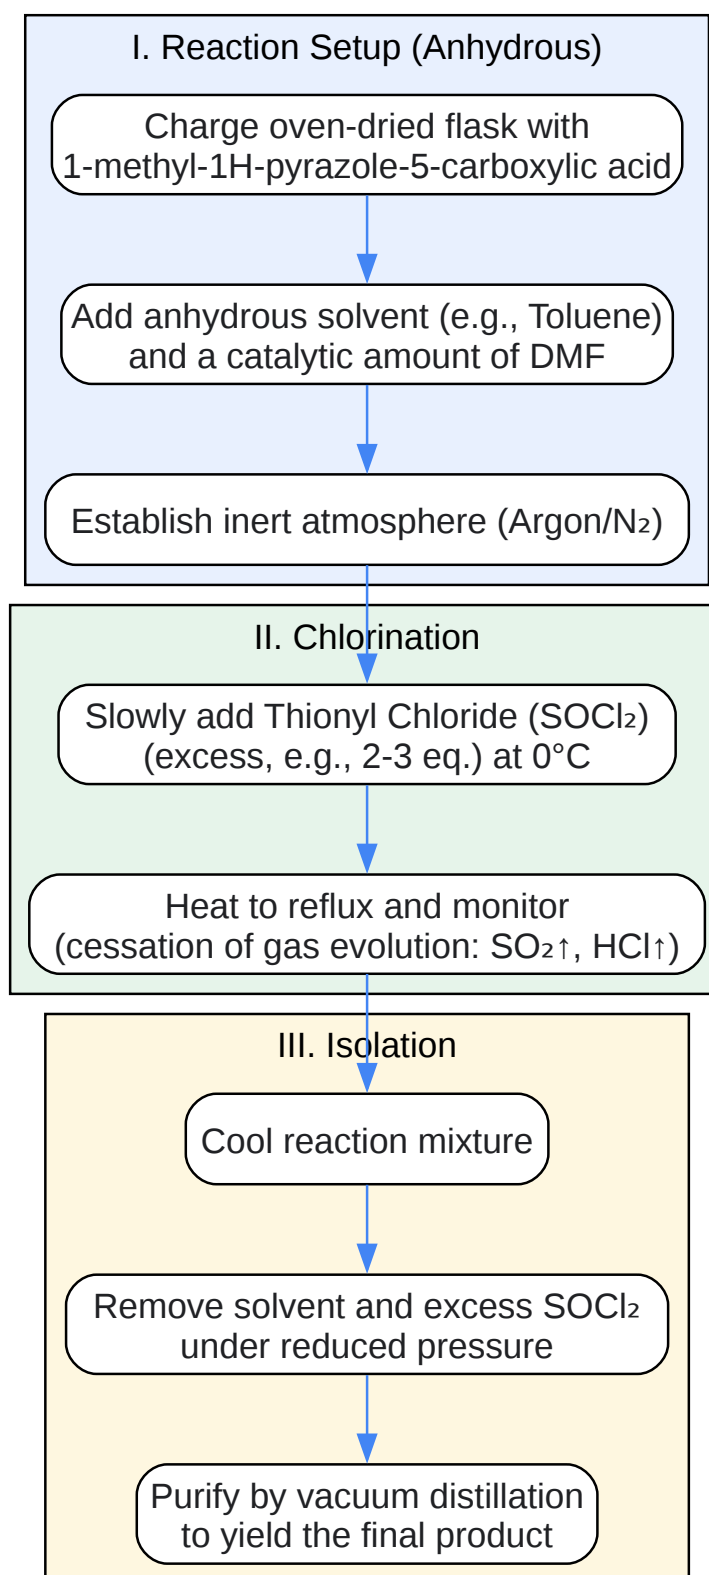 I. Reaction Setup (Anhydrous)
Charge oven-dried flask with
1-methyl-1H-pyrazole-5-carboxylic acid
Add anhydrous solvent (e.g., Toluene)
and a catalytic amount of DMF
Establish inert atmosphere (Argon/N₂)
II. Chlorination
Slowly add Thionyl Chloride (SOCl₂)
(excess, e.g., 2-3 eq.) at 0°C
Heat to reflux and monitor
(cessation of gas evolution: SO₂↑, HCl↑)
III. Isolation
Cool reaction mixture
Remove solvent and excess SOCl₂
under reduced pressure
Purify by vacuum distillation
to yield the final product